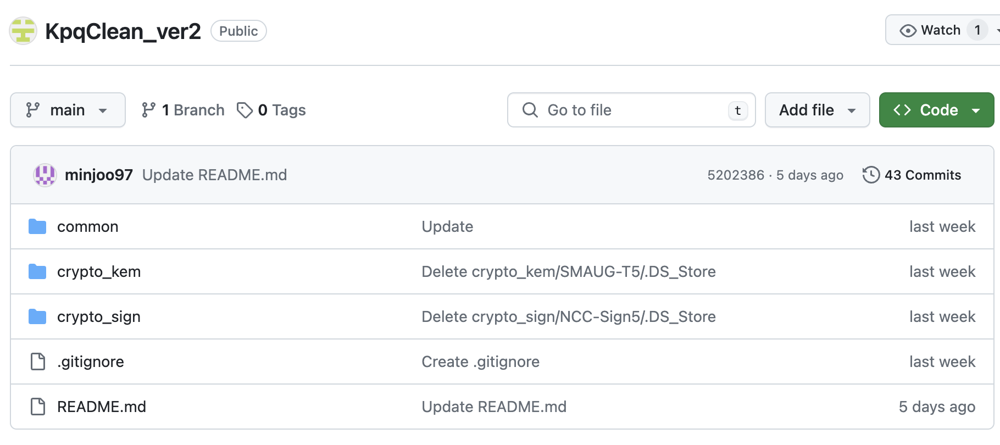 KpqClean_ver2 Public Watch 1
main 1 Branch 0 Tags Go to file t Add file Code
minjoo97 Update README.md 5202386 · 5 days ago 43 Commits
common Update last week
crypto_kem Delete crypto_kem/SMAUG-T5/.DS_Store last week
crypto_sign Delete crypto_sign/NCC-Sign5/.DS_Store last week
.gitignore Create .gitignore last week
README.md Update README.md 5 days ago